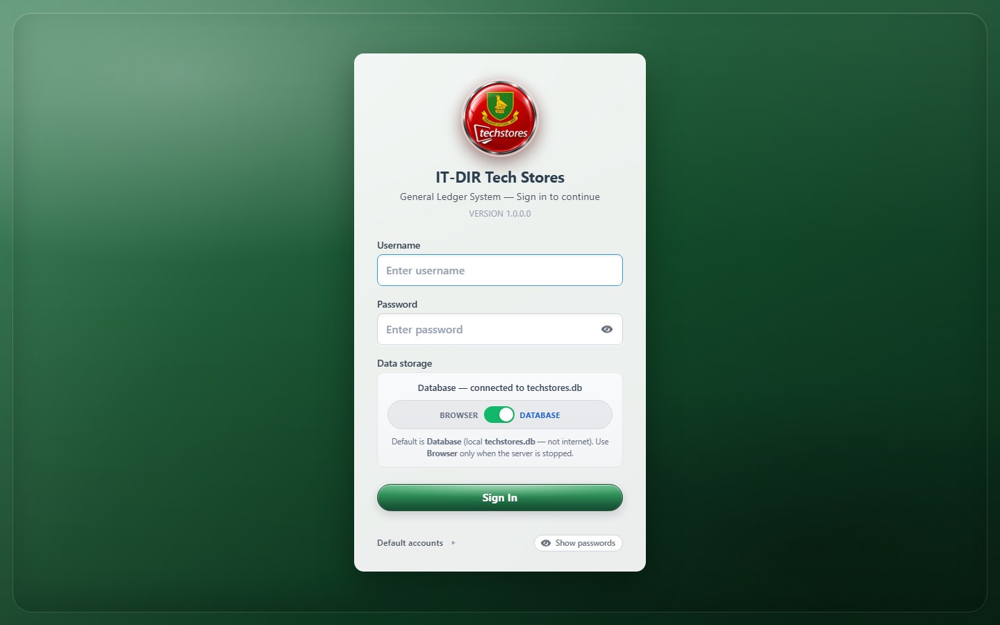 techstores
IT-DIR Tech Stores
General Ledger System — Sign in to continue
VERSION 1.0.0.0
Username
Enter username
Password
Enter password
Data storage
Database — connected to techstores.db
BROWSER DATABASE
Default is Database (local techstores.db — not internet). Use
Browser only when the server is stopped.
Sign In
Default accounts
Show passwords